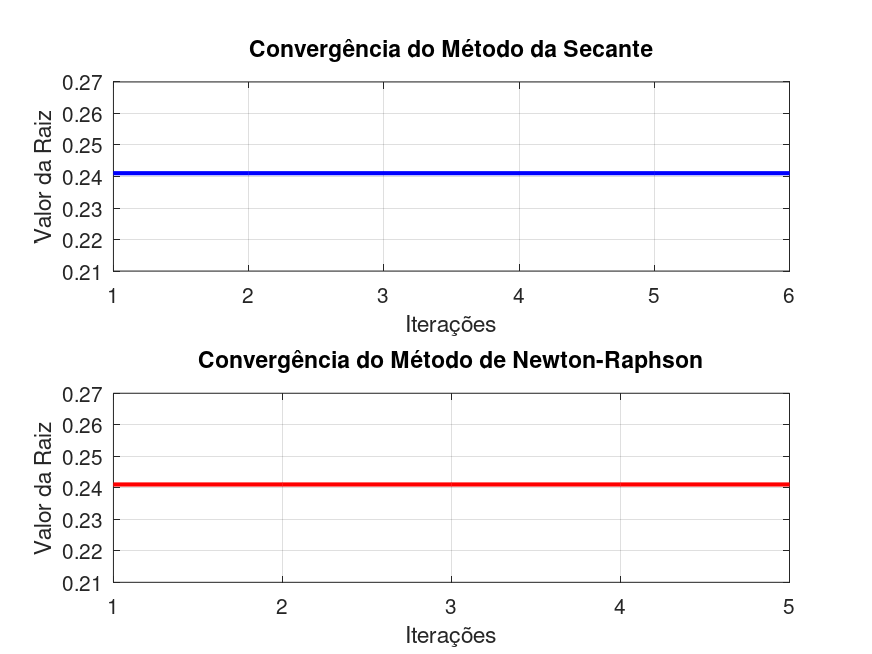 Convergência do Método da Secante
Valor da Raiz
0.27
0.26
0.25
0.24
0.23
0.22
0.21
1 2 3 4 5 6
Iterações
Convergência do Método de Newton-Raphson
Valor da Raiz
0.27
0.26
0.25
0.24
0.23
0.22
0.21
1 2 3 4 5
Iterações